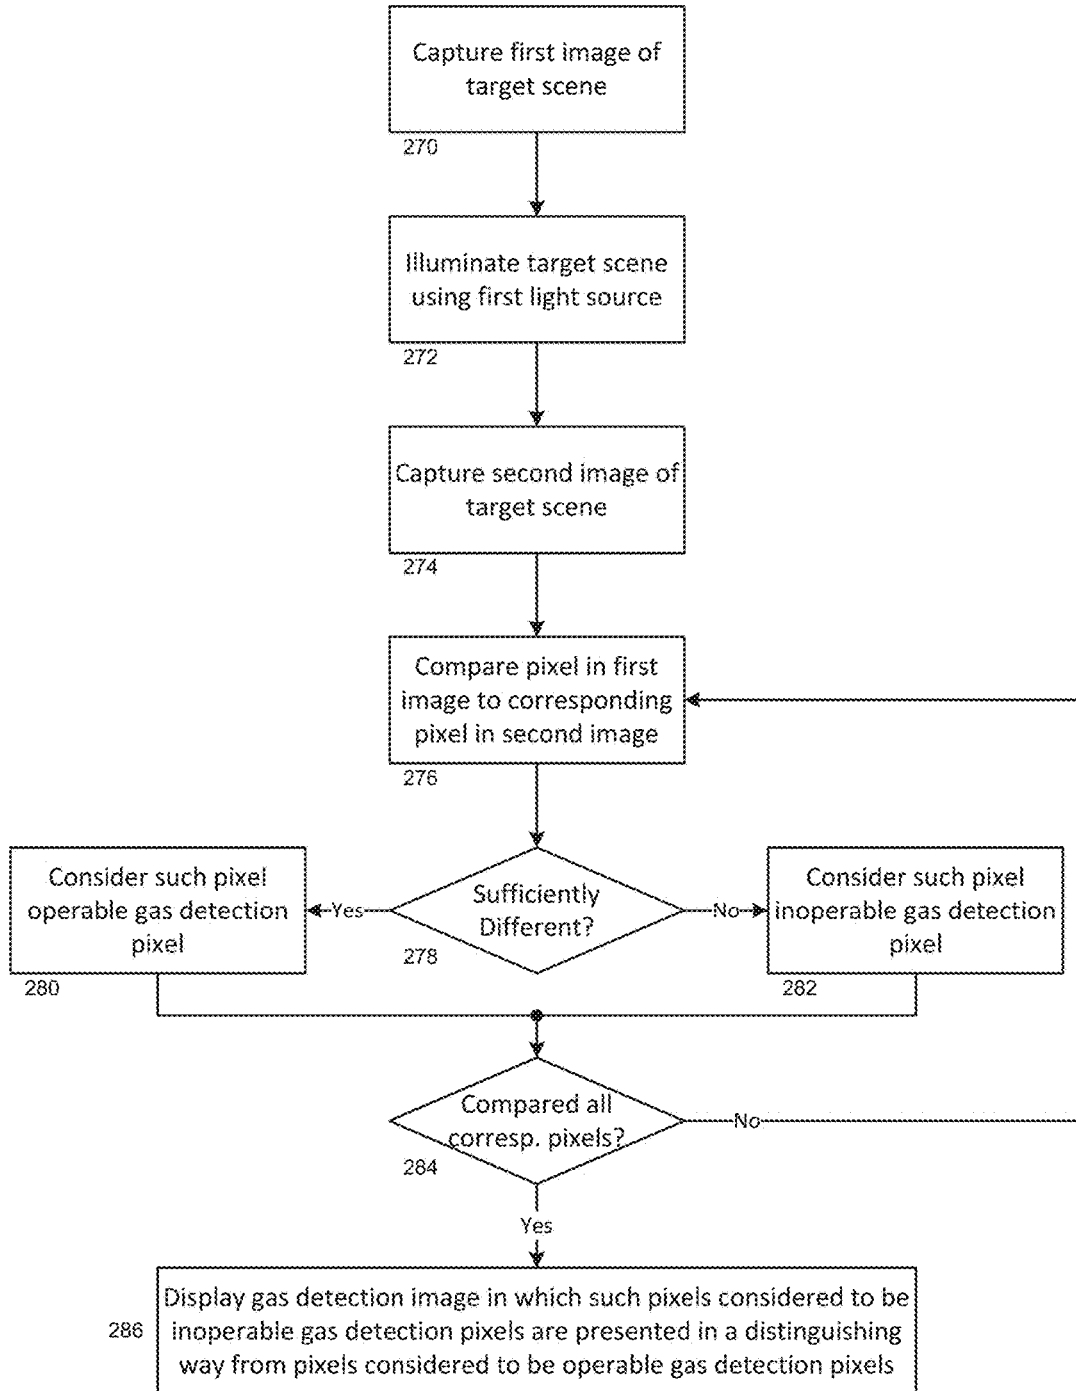 Capture first image of
target scene
270
Illuminate target scene
using first light source
272
Capture second image of
target scene
274
Compare pixel in first
image to corresponding
pixel in second image
276
Consider such pixel
operable gas detection
pixel
280
Yes
Sufficiently
Different?
278
No
Consider such pixel
inoperable gas detection
pixel
282
Compared all
corresp. pixels?
284
No
Yes
286
Display gas detection image in which such pixels considered to be
inoperable gas detection pixels are presented in a distinguishing
way from pixels considered to be operable gas detection pixels